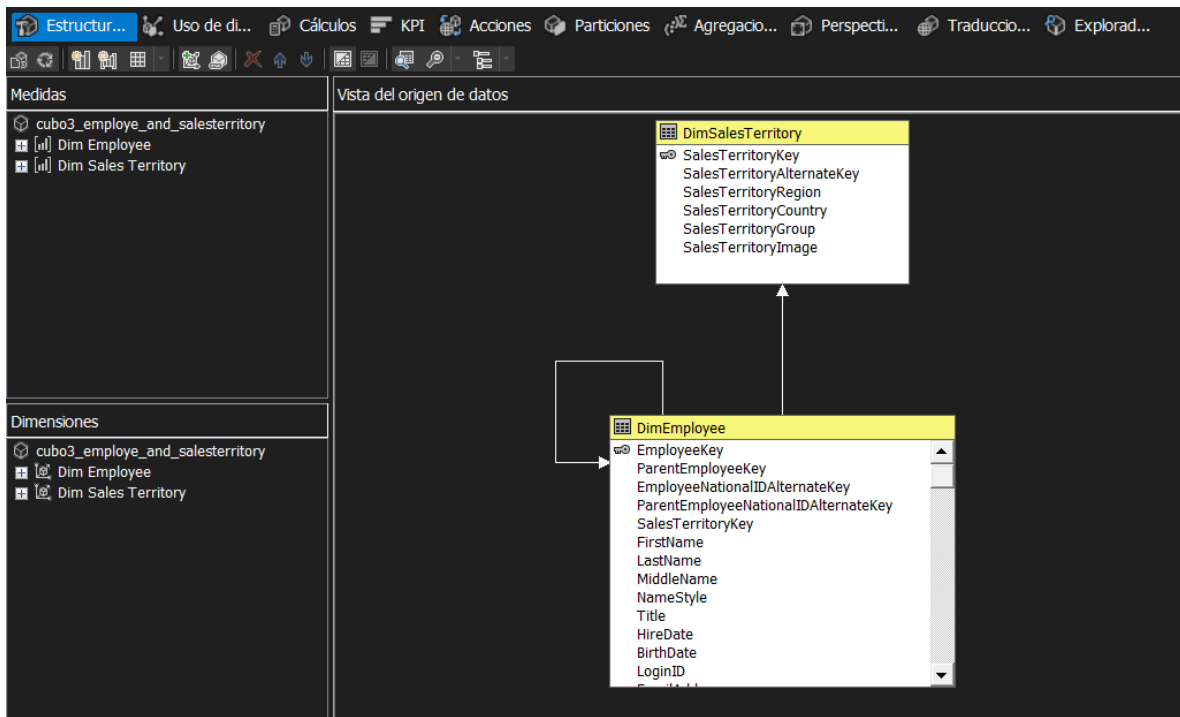 Estructur... Uso de di... Cálculos KPI Acciones Particiones Agregacio... Perspecti... Traduccio... Explorad...
Medidas
cubo3_employe_and_salesterritory
Dim Employee
Dim Sales Territory
Dimensiones
cubo3_employe_and_salesterritory
Dim Employee
Dim Sales Territory
Vista del origen de datos
DimSalesTerritory
SalesTerritoryKey
SalesTerritoryAlternateKey
SalesTerritoryRegion
SalesTerritoryCountry
SalesTerritoryGroup
SalesTerritoryImage
DimEmployee
EmployeeKey
ParentEmployeeKey
EmployeeNationalIDAlternateKey
ParentEmployeeNationalIDAlternateKey
SalesTerritoryKey
FirstName
LastName
MiddleName
NameStyle
Title
HireDate
BirthDate
LoginID